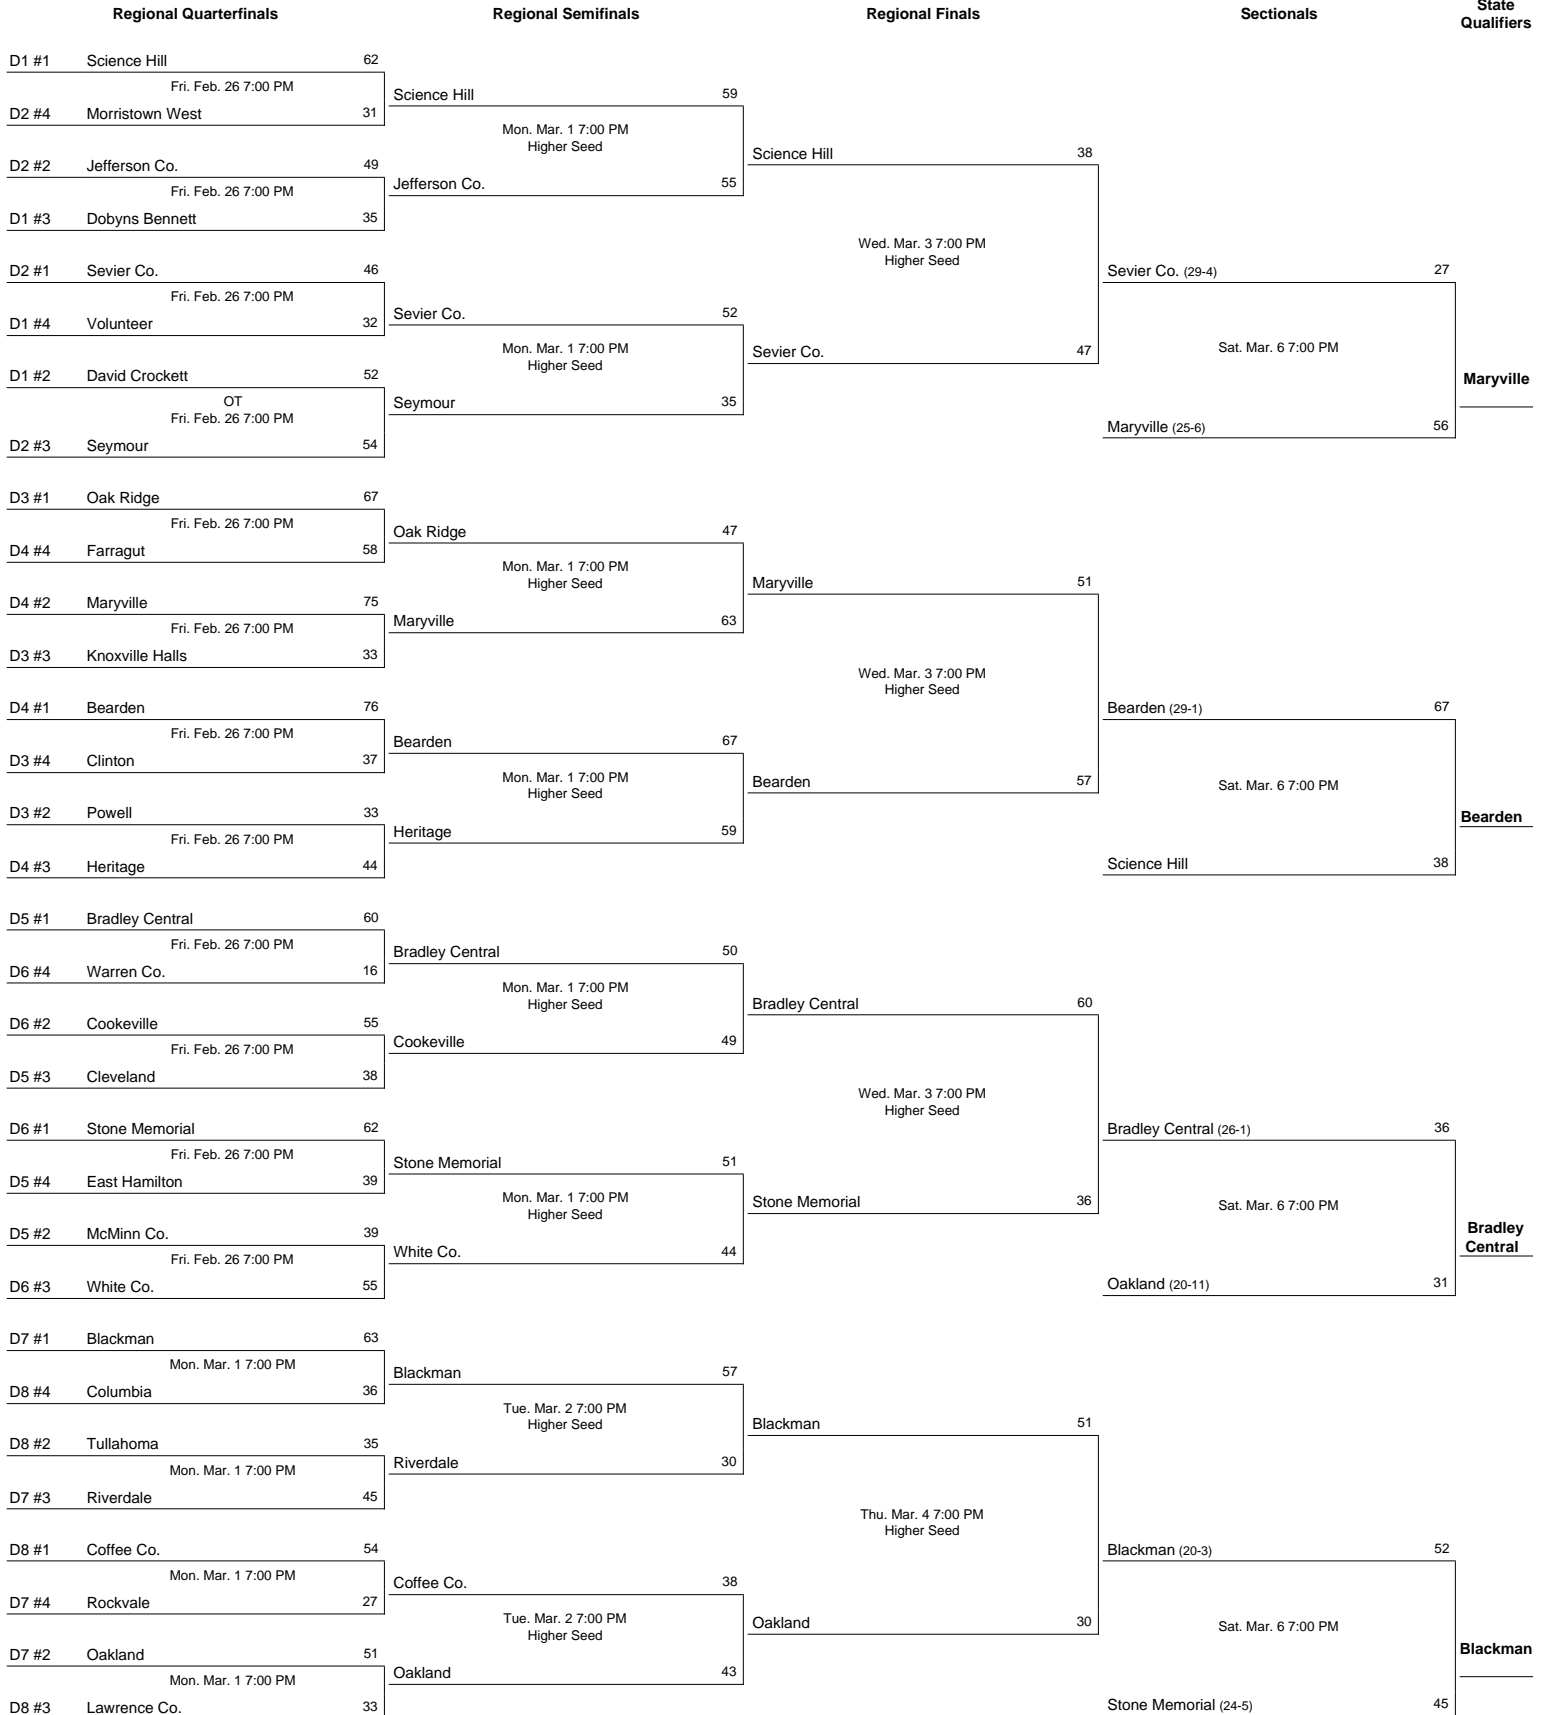 Regional Quarterfinals
Regional Semifinals
Regional Finals
Sectionals
State
Qualifiers
D1 #1 Science Hill 62
Fri. Feb. 26 7:00 PM
D2 #4 Morristown West 31
D2 #2 Jefferson Co. 49
Fri. Feb. 26 7:00 PM
D1 #3 Dobyns Bennett 35
D2 #1 Sevier Co. 46
Fri. Feb. 26 7:00 PM
D1 #4 Volunteer 32
D1 #2 David Crockett 52
OT
Fri. Feb. 26 7:00 PM
D2 #3 Seymour 54
D3 #1 Oak Ridge 67
Fri. Feb. 26 7:00 PM
D4 #4 Farragut 58
D4 #2 Maryville 75
Fri. Feb. 26 7:00 PM
D3 #3 Knoxville Halls 33
D4 #1 Bearden 76
Fri. Feb. 26 7:00 PM
D3 #4 Clinton 37
D3 #2 Powell 33
Fri. Feb. 26 7:00 PM
D4 #3 Heritage 44
D5 #1 Bradley Central 60
Fri. Feb. 26 7:00 PM
D6 #4 Warren Co. 16
D6 #2 Cookeville 55
Fri. Feb. 26 7:00 PM
D5 #3 Cleveland 38
D6 #1 Stone Memorial 62
Fri. Feb. 26 7:00 PM
D5 #4 East Hamilton 39
D5 #2 McMinn Co. 39
Fri. Feb. 26 7:00 PM
D6 #3 White Co. 55
D7 #1 Blackman 63
Mon. Mar. 1 7:00 PM
D8 #4 Columbia 36
D8 #2 Tullahoma 35
Mon. Mar. 1 7:00 PM
D7 #3 Riverdale 45
D8 #1 Coffee Co. 54
Mon. Mar. 1 7:00 PM
D7 #4 Rockvale 27
D7 #2 Oakland 51
Mon. Mar. 1 7:00 PM
D8 #3 Lawrence Co. 33
Science Hill 59
Mon. Mar. 1 7:00 PM
Higher Seed
Jefferson Co. 55
Sevier Co. 52
Mon. Mar. 1 7:00 PM
Higher Seed
Seymour 35
Oak Ridge 47
Mon. Mar. 1 7:00 PM
Higher Seed
Maryville 63
Bearden 67
Mon. Mar. 1 7:00 PM
Higher Seed
Heritage 59
Bradley Central 50
Mon. Mar. 1 7:00 PM
Higher Seed
Cookeville 49
Stone Memorial 51
Mon. Mar. 1 7:00 PM
Higher Seed
White Co. 44
Blackman 57
Tue. Mar. 2 7:00 PM
Higher Seed
Riverdale 30
Coffee Co. 38
Tue. Mar. 2 7:00 PM
Higher Seed
Oakland 43
Science Hill 38
Wed. Mar. 3 7:00 PM
Higher Seed
Sevier Co. 47
Maryville 51
Wed. Mar. 3 7:00 PM
Higher Seed
Bearden 57
Bradley Central 60
Wed. Mar. 3 7:00 PM
Higher Seed
Stone Memorial 36
Blackman 51
Thu. Mar. 4 7:00 PM
Higher Seed
Oakland 30
Sevier Co. (29-4) 27
Sat. Mar. 6 7:00 PM
Maryville (25-6) 56
Bearden (29-1) 67
Sat. Mar. 6 7:00 PM
Science Hill 38
Bradley Central (26-1) 36
Sat. Mar. 6 7:00 PM
Oakland (20-11) 31
Blackman (20-3) 52
Sat. Mar. 6 7:00 PM
Stone Memorial (24-5) 45
Maryville
Bearden
Bradley
Central
Blackman